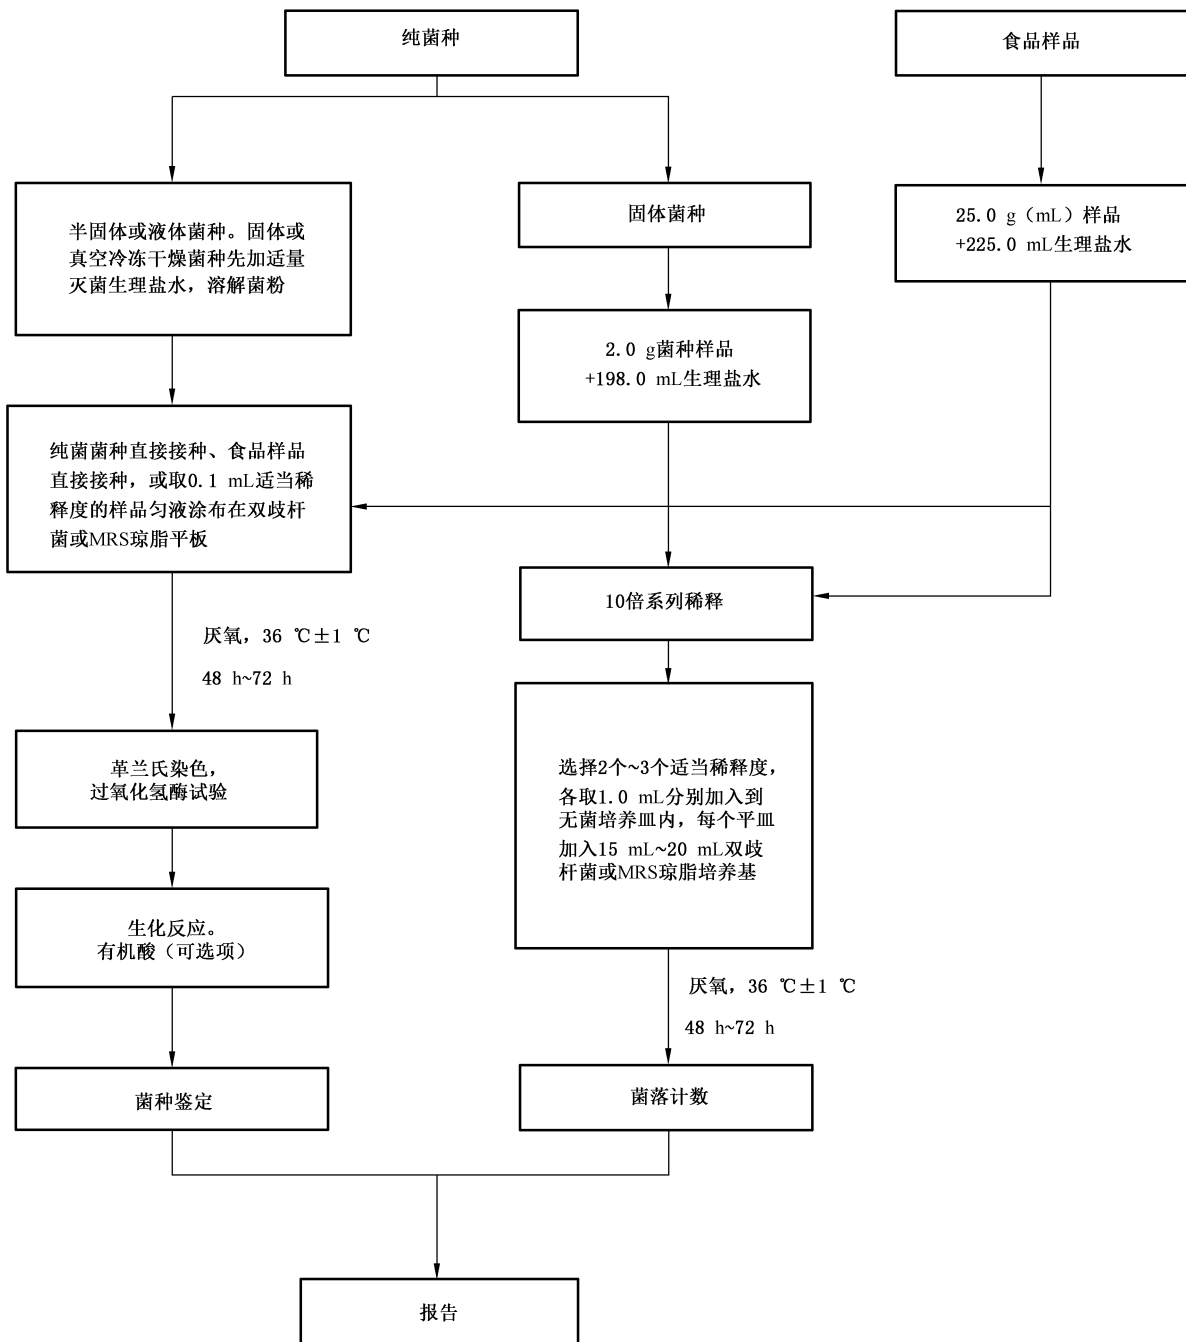 纯菌种
食品样品
半固体或液体菌种。固体或
真空冷冻干燥菌种先加适量
灭菌生理盐水，溶解菌粉
固体菌种
25.0 g（mL）样品
+225.0 mL生理盐水
2.0 g菌种样品
+198.0 mL生理盐水
纯菌菌种直接接种、食品样品
直接接种，或取0.1 mL适当稀
释度的样品匀液涂布在双歧杆
菌或MRS琼脂平板
10倍系列稀释
厌氧，36 ℃±1 ℃
48 h~72 h
革兰氏染色，
过氧化氢酶试验
选择2个~3个适当稀释度，
各取1.0 mL分别加入到
无菌培养皿内，每个平皿
加入15 mL~20 mL双歧
杆菌或MRS琼脂培养基
生化反应。
有机酸（可选项）
厌氧，36 ℃±1 ℃
48 h~72 h
菌种鉴定
菌落计数
报告